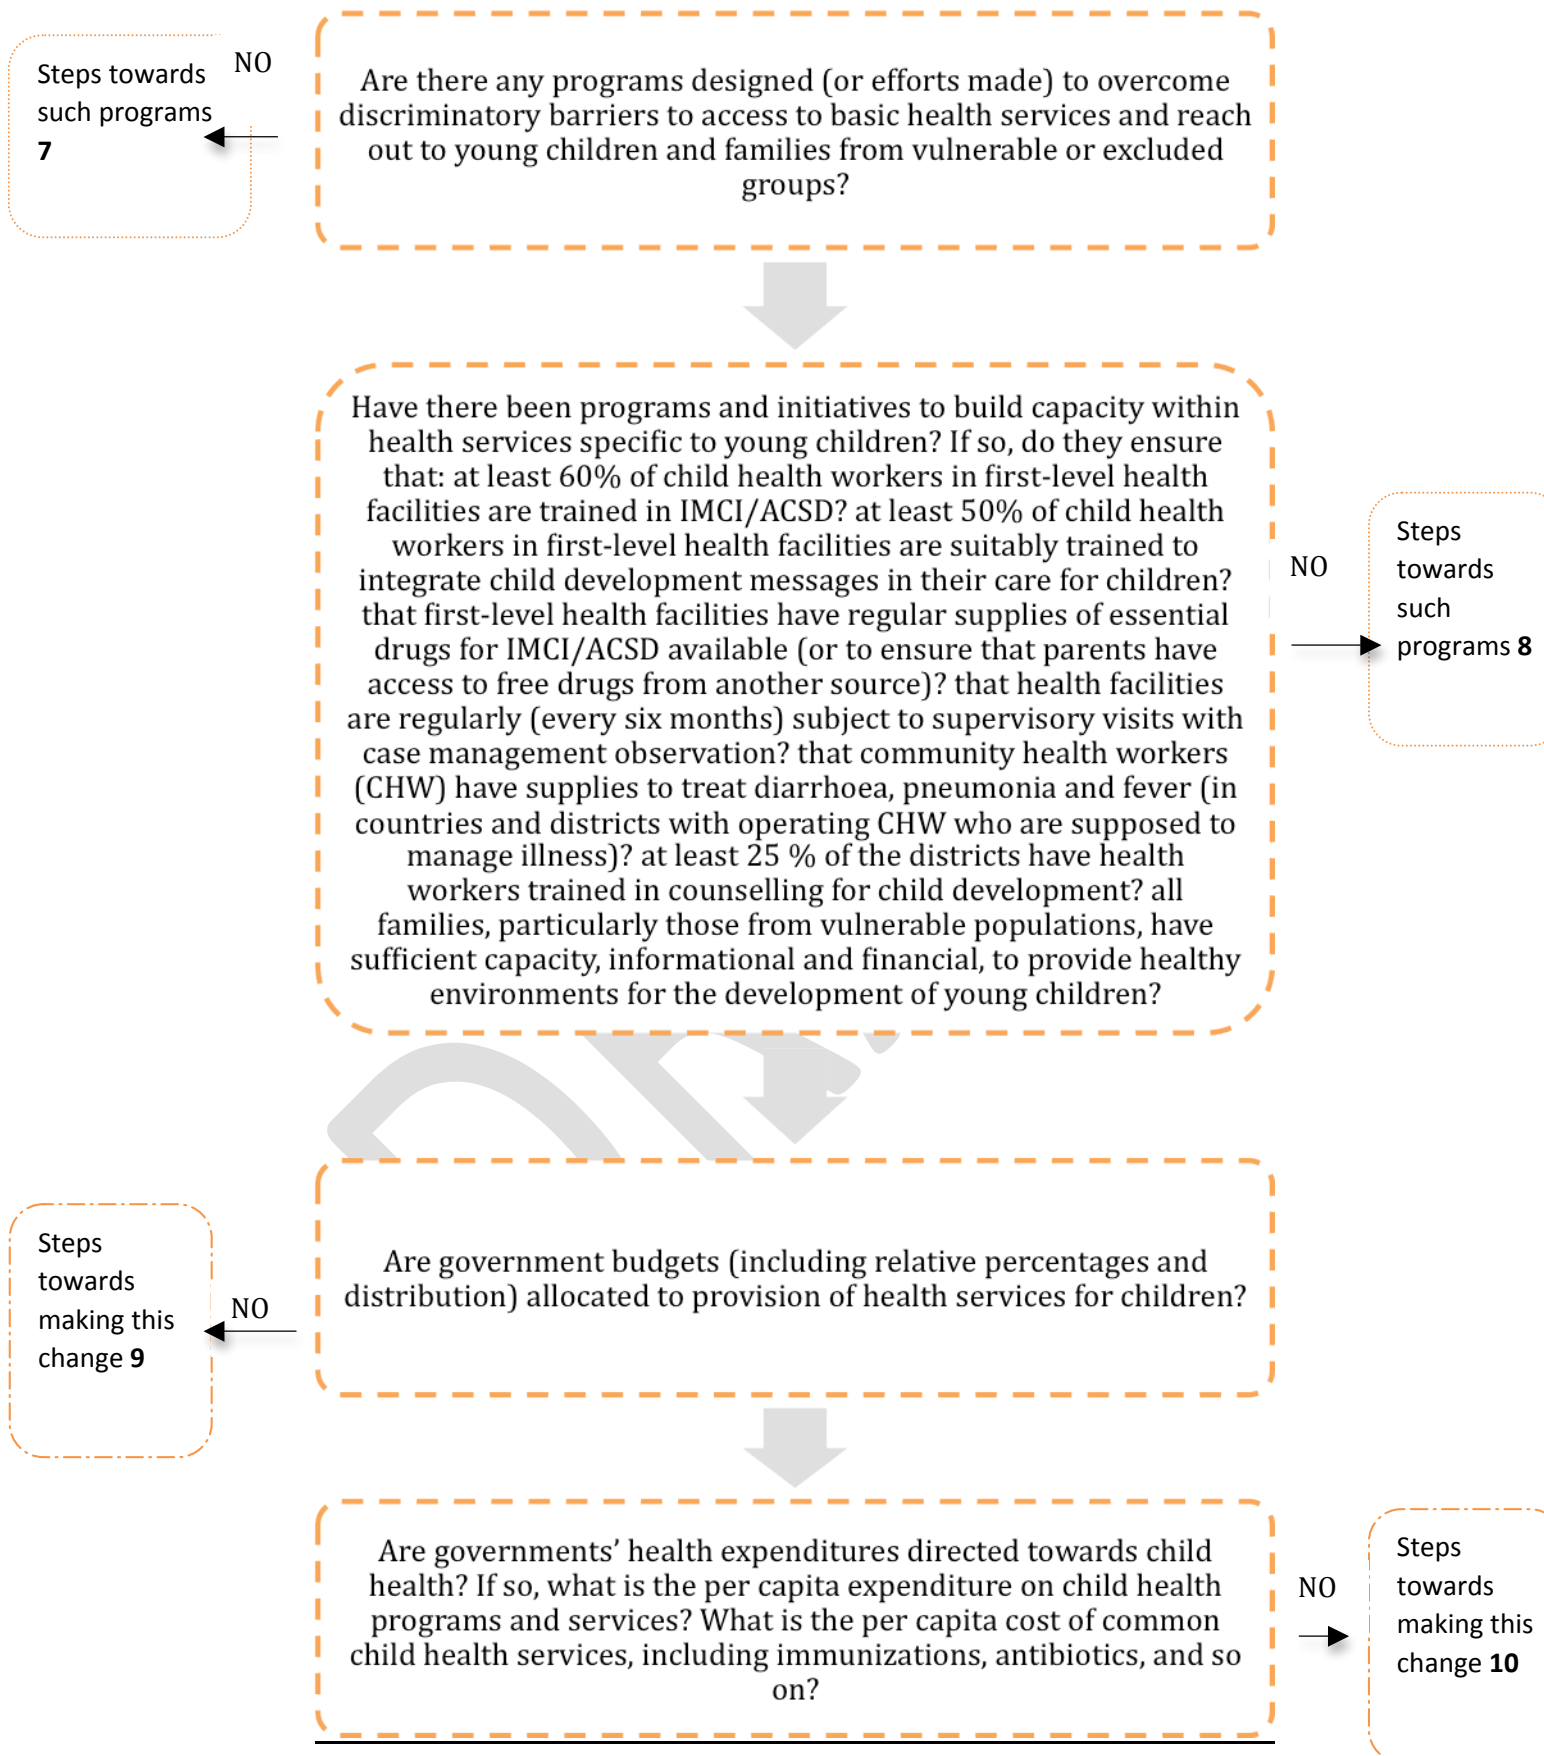 Steps towards
such programs
7
NO
Are there any programs designed (or efforts made) to overcome
discriminatory barriers to access to basic health services and reach
out to young children and families from vulnerable or excluded
groups?
Have there been programs and initiatives to build capacity within
health services specific to young children? If so, do they ensure
that: at least 60% of child health workers in first-level health
facilities are trained in IMCI/ACSD? at least 50% of child health
workers in first-level health facilities are suitably trained to
integrate child development messages in their care for children?
that first-level health facilities have regular supplies of essential
drugs for IMCI/ACSD available (or to ensure that parents have
access to free drugs from another source)? that health facilities
are regularly (every six months) subject to supervisory visits with
case management observation? that community health workers
(CHW) have supplies to treat diarrhoea, pneumonia and fever (in
countries and districts with operating CHW who are supposed to
manage illness)? at least 25 % of the districts have health
workers trained in counselling for child development? all
families, particularly those from vulnerable populations, have
sufficient capacity, informational and financial, to provide healthy
environments for the development of young children?
NO
Steps
towards
such
programs 8
Steps
towards
making this
change 9
NO
Are government budgets (including relative percentages and
distribution) allocated to provision of health services for children?
Are governments’ health expenditures directed towards child
health? If so, what is the per capita expenditure on child health
programs and services? What is the per capita cost of common
child health services, including immunizations, antibiotics, and so
on?
NO
Steps
towards
making this
change 10